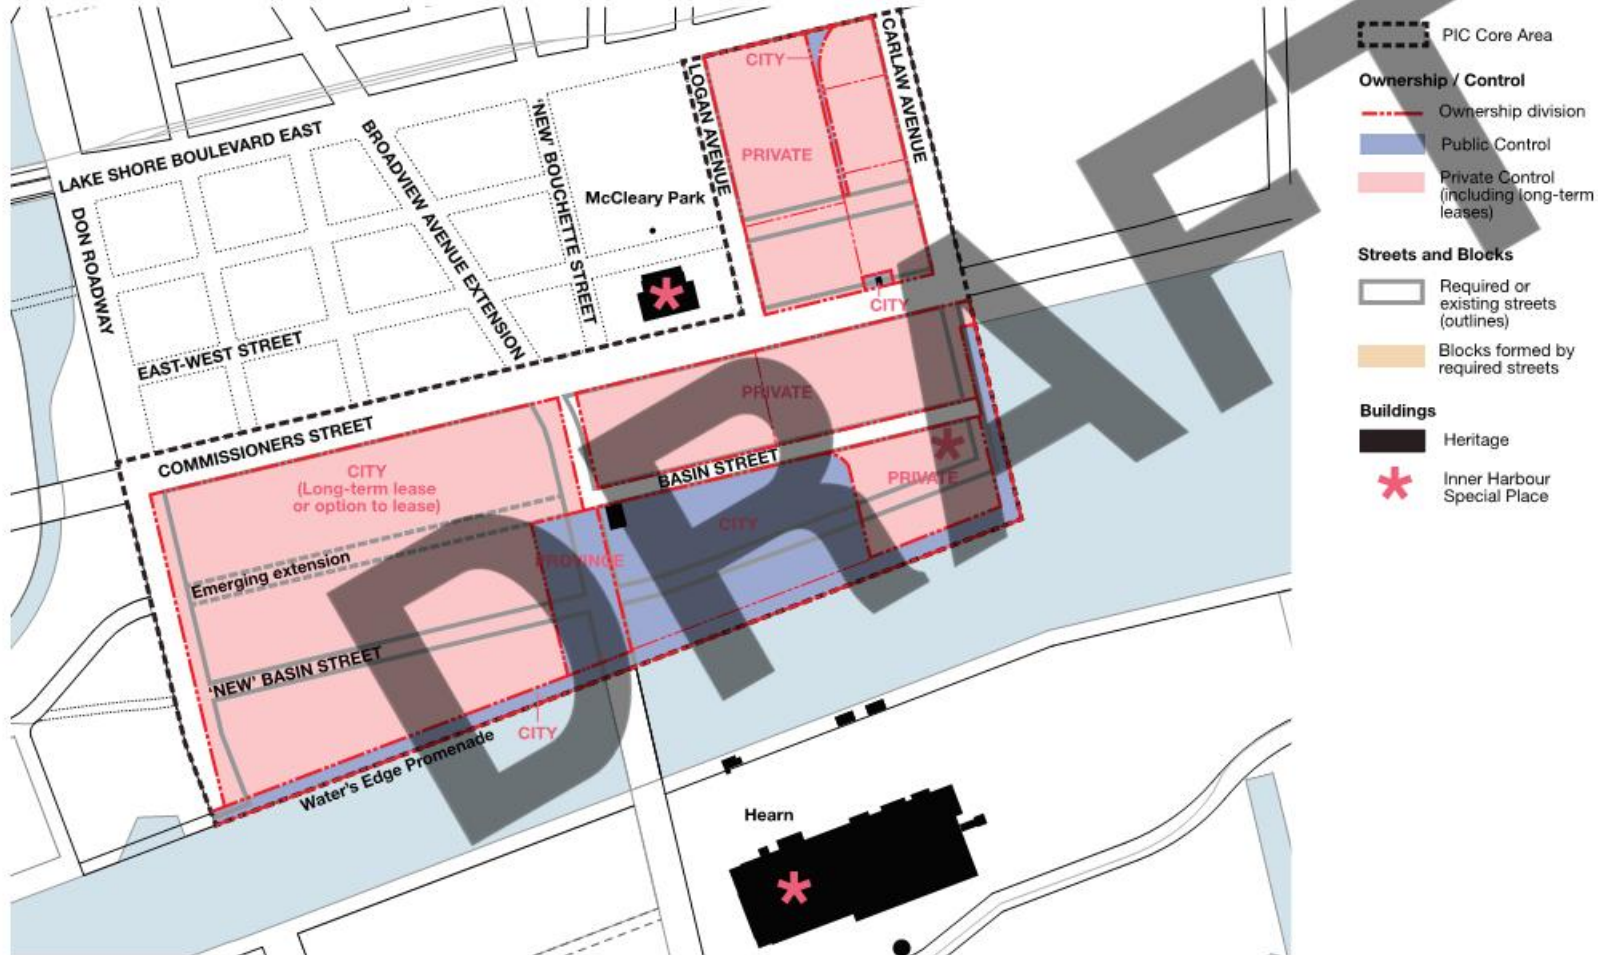 CITY
LOGAN AVENUE
CARLAW AVENUE
PRIVATE
LAKE SHORE BOULEVARD EAST
DON ROADWAY
BROADVIEW AVENUE EXTENSION
'NEW' BOUCHETTE STREET
McCleary Park
CITY
EAST-WEST STREET
COMMISSIONERS STREET
CITY
(Long-term lease
or option to lease)
PRIVATE
BASIN STREET
PRIVATE
CITY
PROVINCE
Emerging extension
'NEW' BASIN STREET
CITY
Water's Edge Promenade
Hearn
DRAFT
PIC Core Area
Ownership / Control
Ownership division
Public Control
Private Control
(including long-term
leases)
Streets and Blocks
Required or
existing streets
(outlines)
Blocks formed by
required streets
Buildings
Heritage
Inner Harbour
Special Place